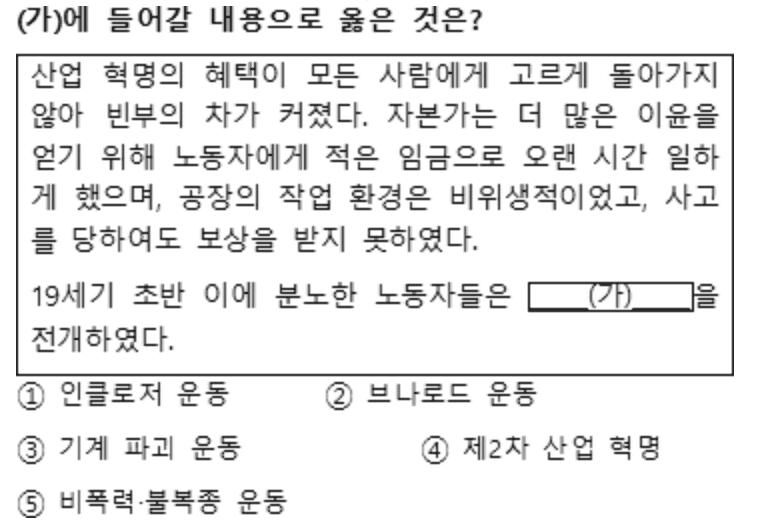 (가)에 들어갈 내용으로 옳은 것은?
산업 혁명의 혜택이 모든 사람에게 고르게 돌아가지
않아 빈부의 차가 커졌다. 자본가는 더 많은 이윤을
얻기 위해 노동자에게 적은 임금으로 오랜 시간 일하
게 했으며, 공장의 작업 환경은 비위생적이었고, 사고
를 당하여도 보상을 받지 못하였다.
19세기 초반 이에 분노한 노동자들은 (가)을
전개하였다.
① 인클로저 운동 ② 브나로드 운동
③ 기계 파괴 운동 ④ 제2차 산업 혁명
⑤ 비폭력·불복종 운동